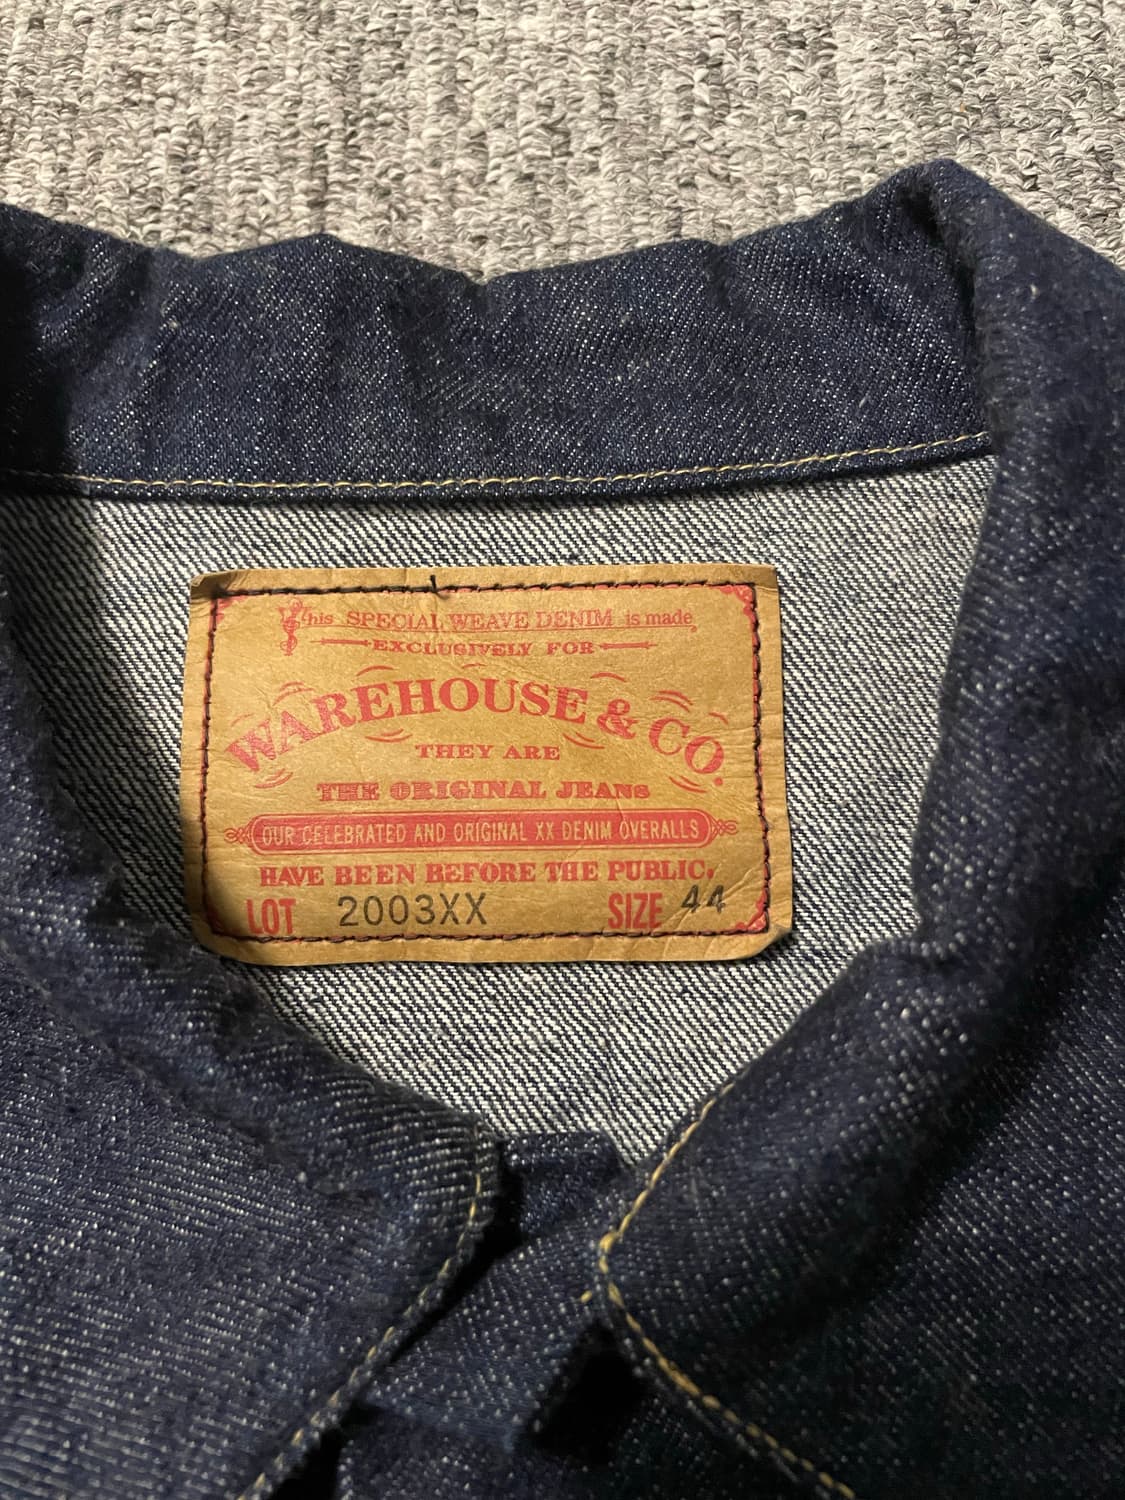 This SPECIAL WEAVE DENIM is made
EXCLUSIVELY FOR
WAREHOUSE & CO.
THEY ARE
THE ORIGINAL JEANS
OUR CELEBRATED AND ORIGINAL XX DENIM OVERALLS
HAVE BEEN BEFORE THE PUBLIC.
LOT 2003XX SIZE 44